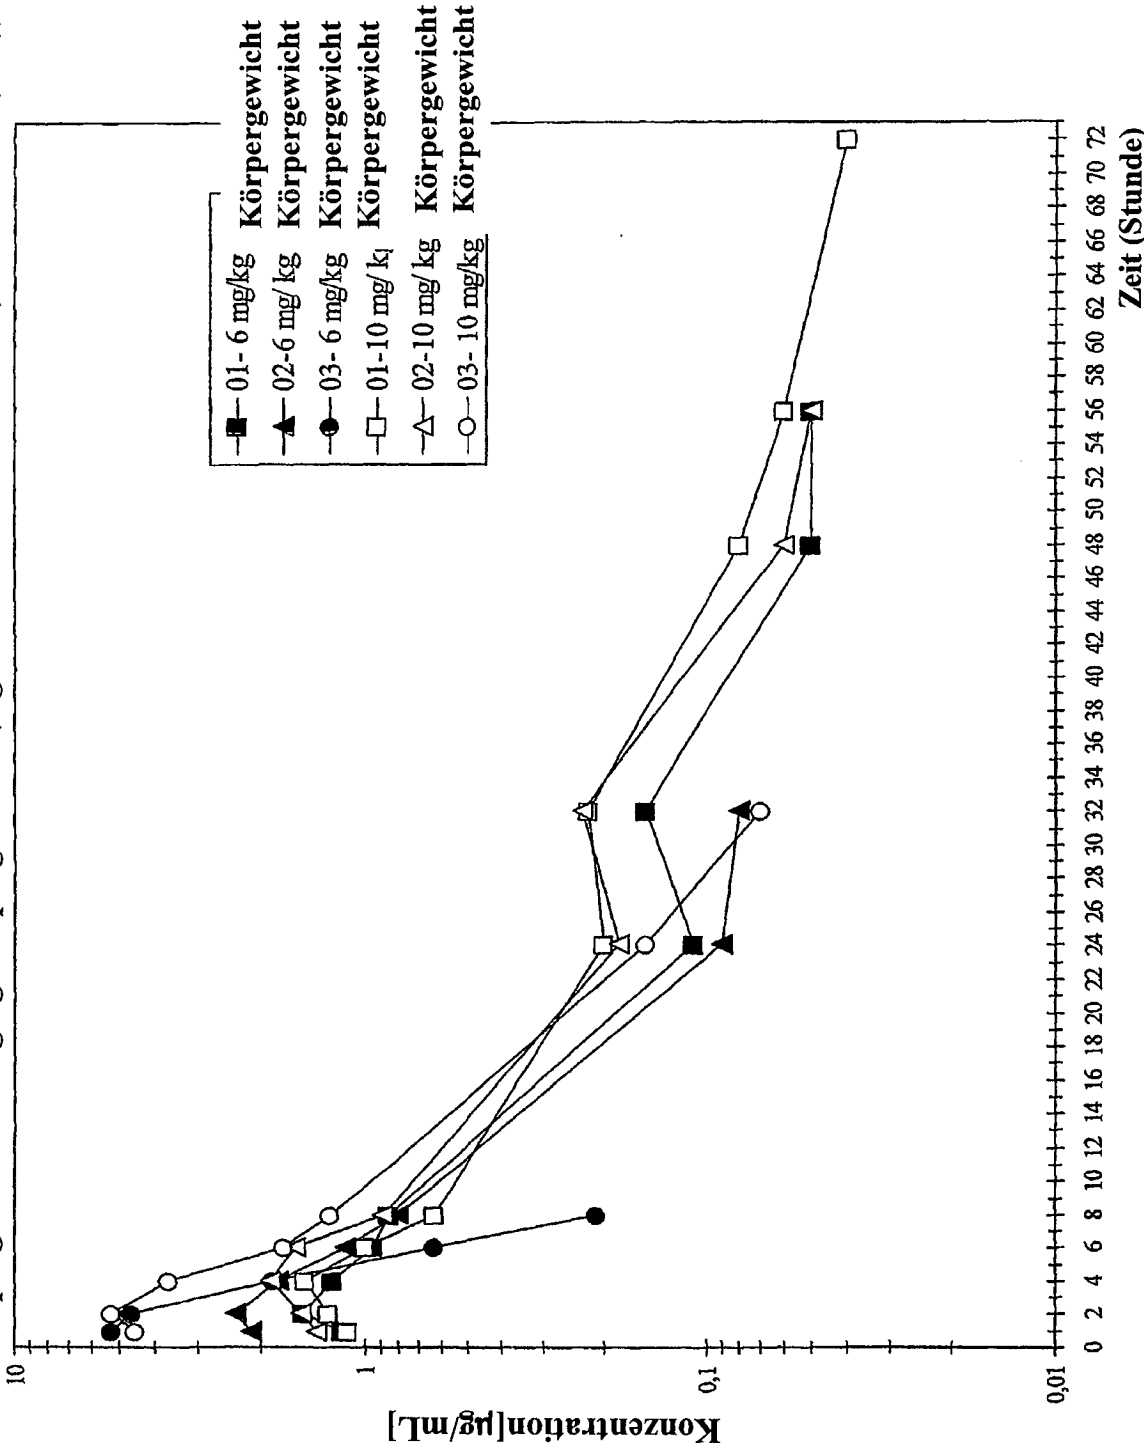 01- 6 mg/kg Körpergewicht
02-6 mg/ kg Körpergewicht
03- 6 mg/kg Körpergewicht
01-10 mg/ k Körpergewicht
02-10 mg/ kg Körpergewicht
03- 10 mg/kg Körpergewicht
Konzentration[µg/mL]
10
1
0,1
0,01
0 2 4 6 8 10 12 14 16 18 20 22 24 26 28 30 32 34 36 38 40 42 44 46 48 50 52 54 56 58 60 62 64 66 68 70 72
Zeit (Stunde)